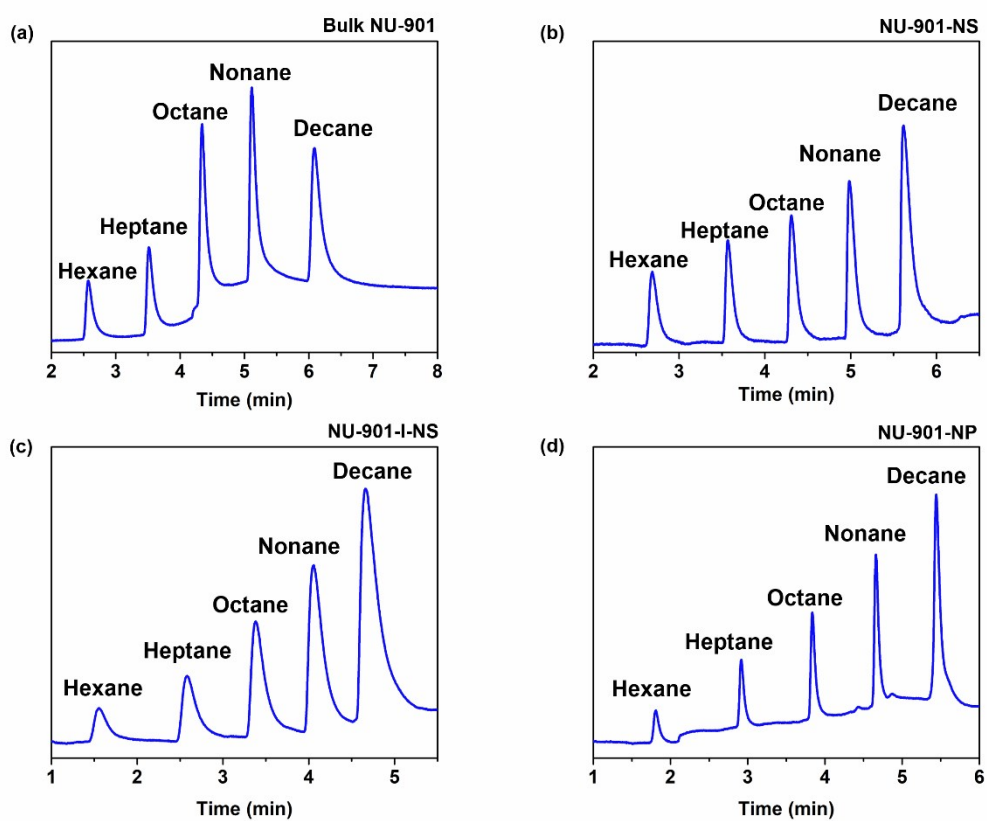 (a)
Bulk NU-901
Nonane
Octane
Decane
Heptane
Hexane
2 3 4 5 6 7 8
Time (min)
(b)
NU-901-NS
Decane
Nonane
Octane
Heptane
Hexane
2 3 4 5 6
Time (min)
(c)
NU-901-I-NS
Decane
Nonane
Octane
Heptane
Hexane
1 2 3 4 5
Time (min)
(d)
NU-901-NP
Decane
Nonane
Octane
Heptane
Hexane
1 2 3 4 5 6
Time (min)